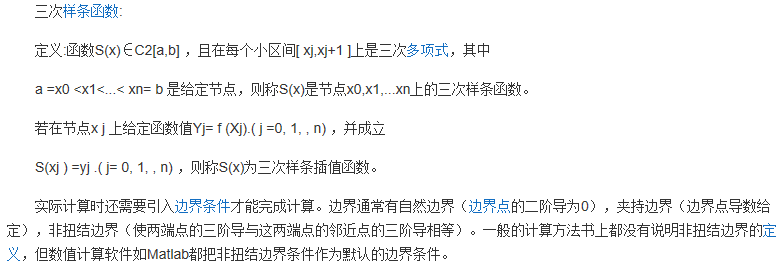 三次样条函数:
定义:函数S(x)∈C2[a,b] ，且在每个小区间[ xj,xj+1 ]上是三次多项式，其中
a =x0 <x1<...< xn= b 是给定节点，则称S(x)是节点x0,x1,...xn上的三次样条函数。
若在节点x j 上给定函数值Yj= f (Xj).( j =0, 1, , n) ，并成立
S(xj ) =yj .( j= 0, 1, , n) ，则称S(x)为三次样条插值函数。
实际计算时还需要引入边界条件才能完成计算。边界通常有自然边界（边界点的二阶导为0），夹持边界（边界点导数给
定），非扭结边界（使两端点的三阶导与这两端点的邻近点的三阶导相等）。一般的计算方法书上都没有说明非扭结边界的定
义，但数值计算软件如Matlab都把非扭结边界条件作为默认的边界条件。